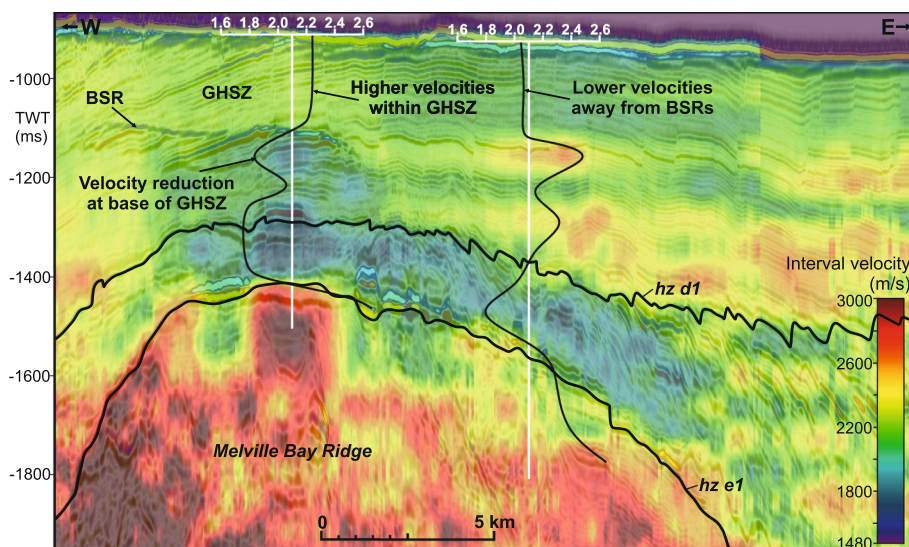 W
1.6 1.8 2.0 2.2 2.4 2.6
1.6 2.0 2.2 2.4 2.6
E
-1000
TWT
(ms)
-1200
-1400
-1600
-1800
BSR
GHSZ
Higher velocities
within GHSZ
Lower velocities
away from BSRs
Velocity reduction
at base of GHSZ
hz d1
Interval velocity
(m/s)
3000
2600
2200
1800
1480
Melville Bay Ridge
hz e1
0 5 km